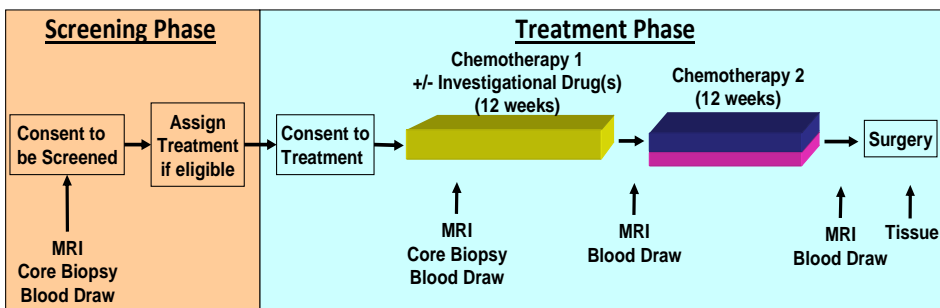 Screening Phase
Treatment Phase
Chemotherapy 1
+/- Investigational Drug(s)
(12 weeks)
Chemotherapy 2
(12 weeks)
Consent to
be Screened
Assign
Treatment
if eligible
Consent to
Treatment
Surgery
MRI
Core Biopsy
Blood Draw
MRI
Core Biopsy
Blood Draw
MRI
Blood Draw
MRI
Blood Draw
Tissue